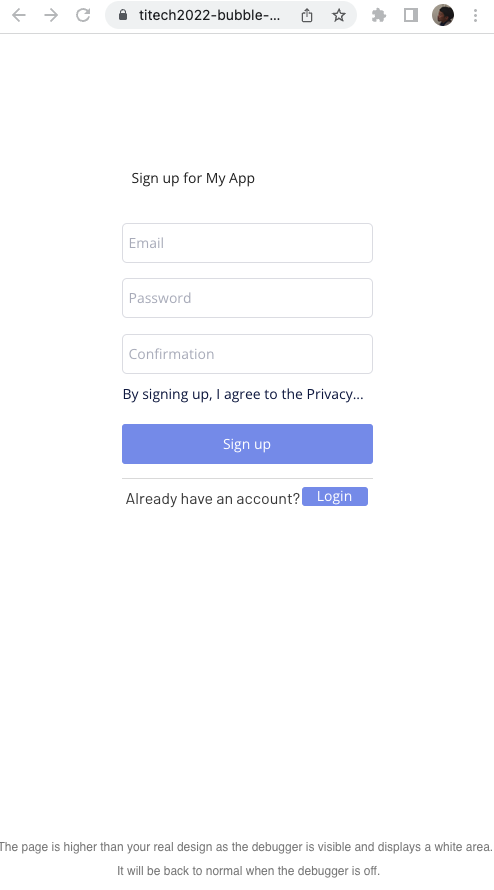 titech2022-bubble-...
Sign up for My App
Email
Password
Confirmation
By signing up, I agree to the Privacy...
Sign up
Already have an account? Login
The page is higher than your real design as the debugger is visible and displays a white area.
It will be back to normal when the debugger is off.